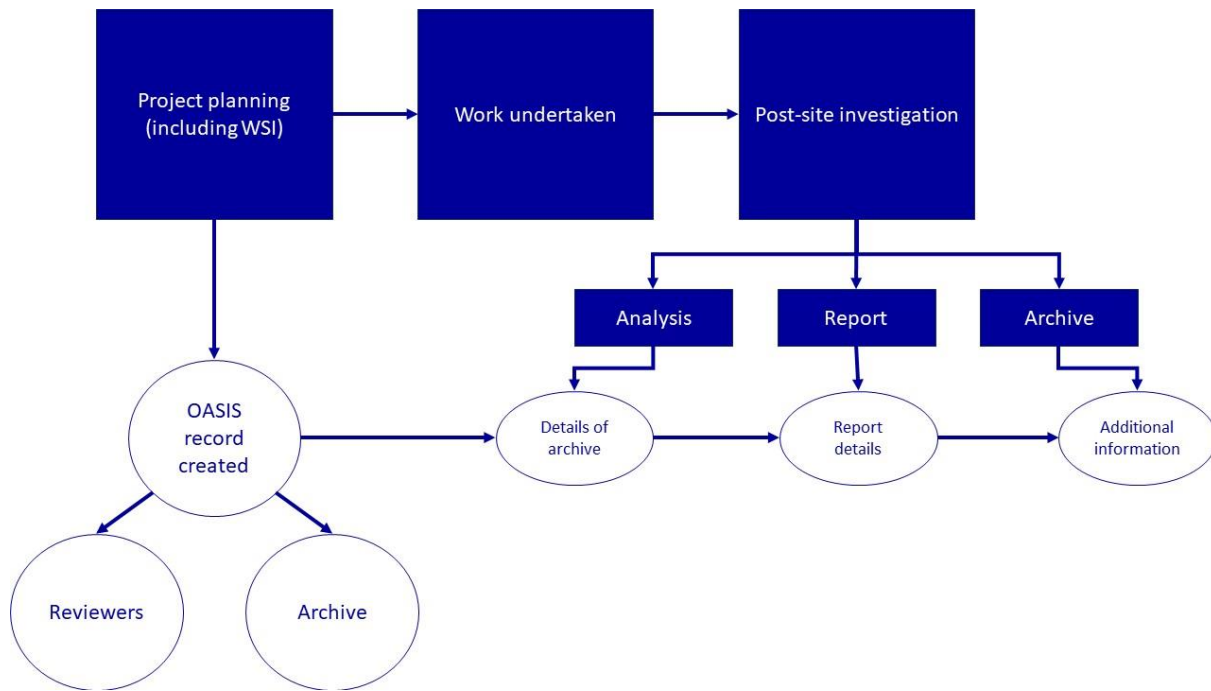 Project planning
(including WSI)
Work undertaken
Post-site investigation
Analysis
Report
Archive
OASIS
record
created
Details of
archive
Report
details
Additional
information
Reviewers
Archive